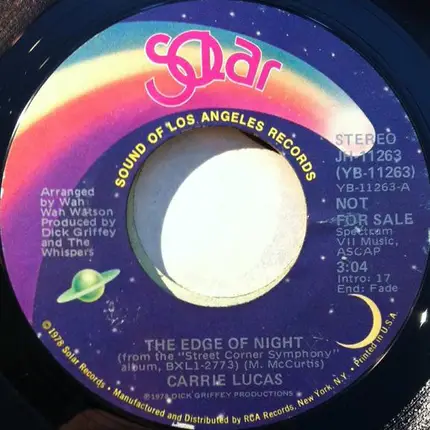 Solar
SOUND OF LOS ANGELES RECORDS
STEREO
JH-11263
(YB-11263)
YB-11263-A
NOT
FOR SALE
Spectrum
VII Music,
ASCAP
3:04
Intro: 17
End: Fade
Arranged
by Wah
Wah Watson
Produced by
Dick Griffey
and The
Whispers
THE EDGE OF NIGHT
(from the "Street Corner Symphony"
album, BXL1-2773) (M. McCurtis)
CARRIE LUCAS
℗1978 DICK GRIFFEY PRODUCTIONS
©1978 Solar Records • Manufactured and Distributed by RCA Records, New York, N.Y. • Printed in U.S.A.